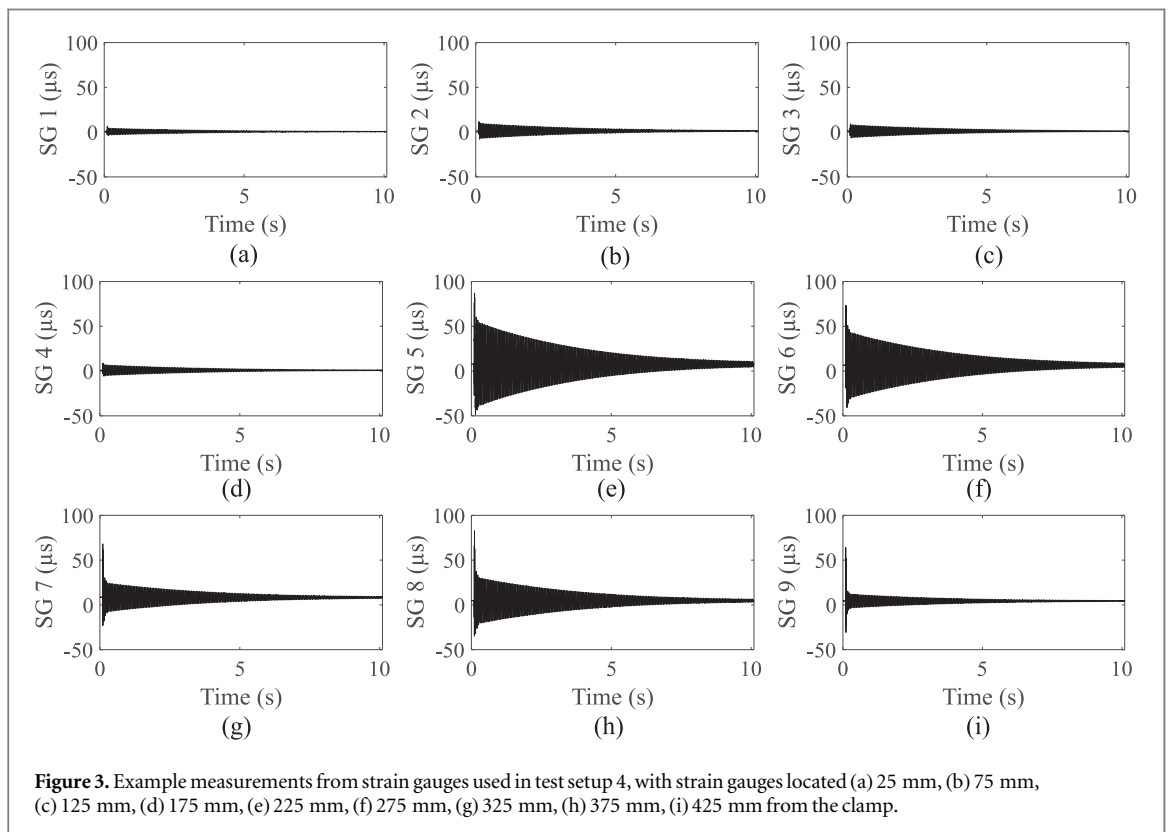 100
50
0
-50
SG 1 (μs)
0 5 10
Time (s)
(a)
100
50
0
-50
SG 2 (μs)
0 5 10
Time (s)
(b)
100
50
0
-50
SG 3 (μs)
0 5 10
Time (s)
(c)
100
50
0
-50
SG 4 (μs)
0 5 10
Time (s)
(d)
100
50
0
-50
SG 5 (μs)
0 5 10
Time (s)
(e)
100
50
0
-50
SG 6 (μs)
0 5 10
Time (s)
(f)
100
50
0
-50
SG 7 (μs)
0 5 10
Time (s)
(g)
100
50
0
-50
SG 8 (μs)
0 5 10
Time (s)
(h)
100
50
0
-50
SG 9 (μs)
0 5 10
Time (s)
(i)
Figure 3. Example measurements from strain gauges used in test setup 4, with strain gauges located (a) 25 mm, (b) 75 mm,
(c) 125 mm, (d) 175 mm, (e) 225 mm, (f) 275 mm, (g) 325 mm, (h) 375 mm, (i) 425 mm from the clamp.